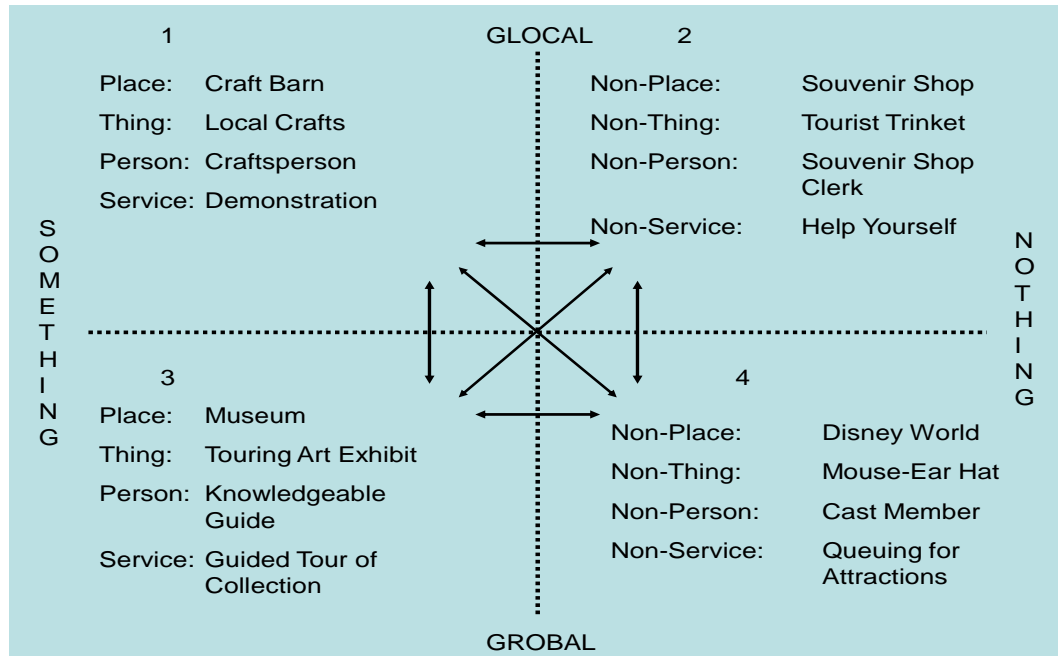 GLOCAL
1
Place: Craft Barn
Thing: Local Crafts
Person: Craftsperson
Service: Demonstration
2
Non-Place: Souvenir Shop
Non-Thing: Tourist Trinket
Non-Person: Souvenir Shop
Clerk
Non-Service: Help Yourself
SOMETHING
NOTHING
3
Place: Museum
Thing: Touring Art Exhibit
Person: Knowledgeable
Guide
Service: Guided Tour of
Collection
4
Non-Place: Disney World
Non-Thing: Mouse-Ear Hat
Non-Person: Cast Member
Non-Service: Queuing for
Attractions
GROBAL